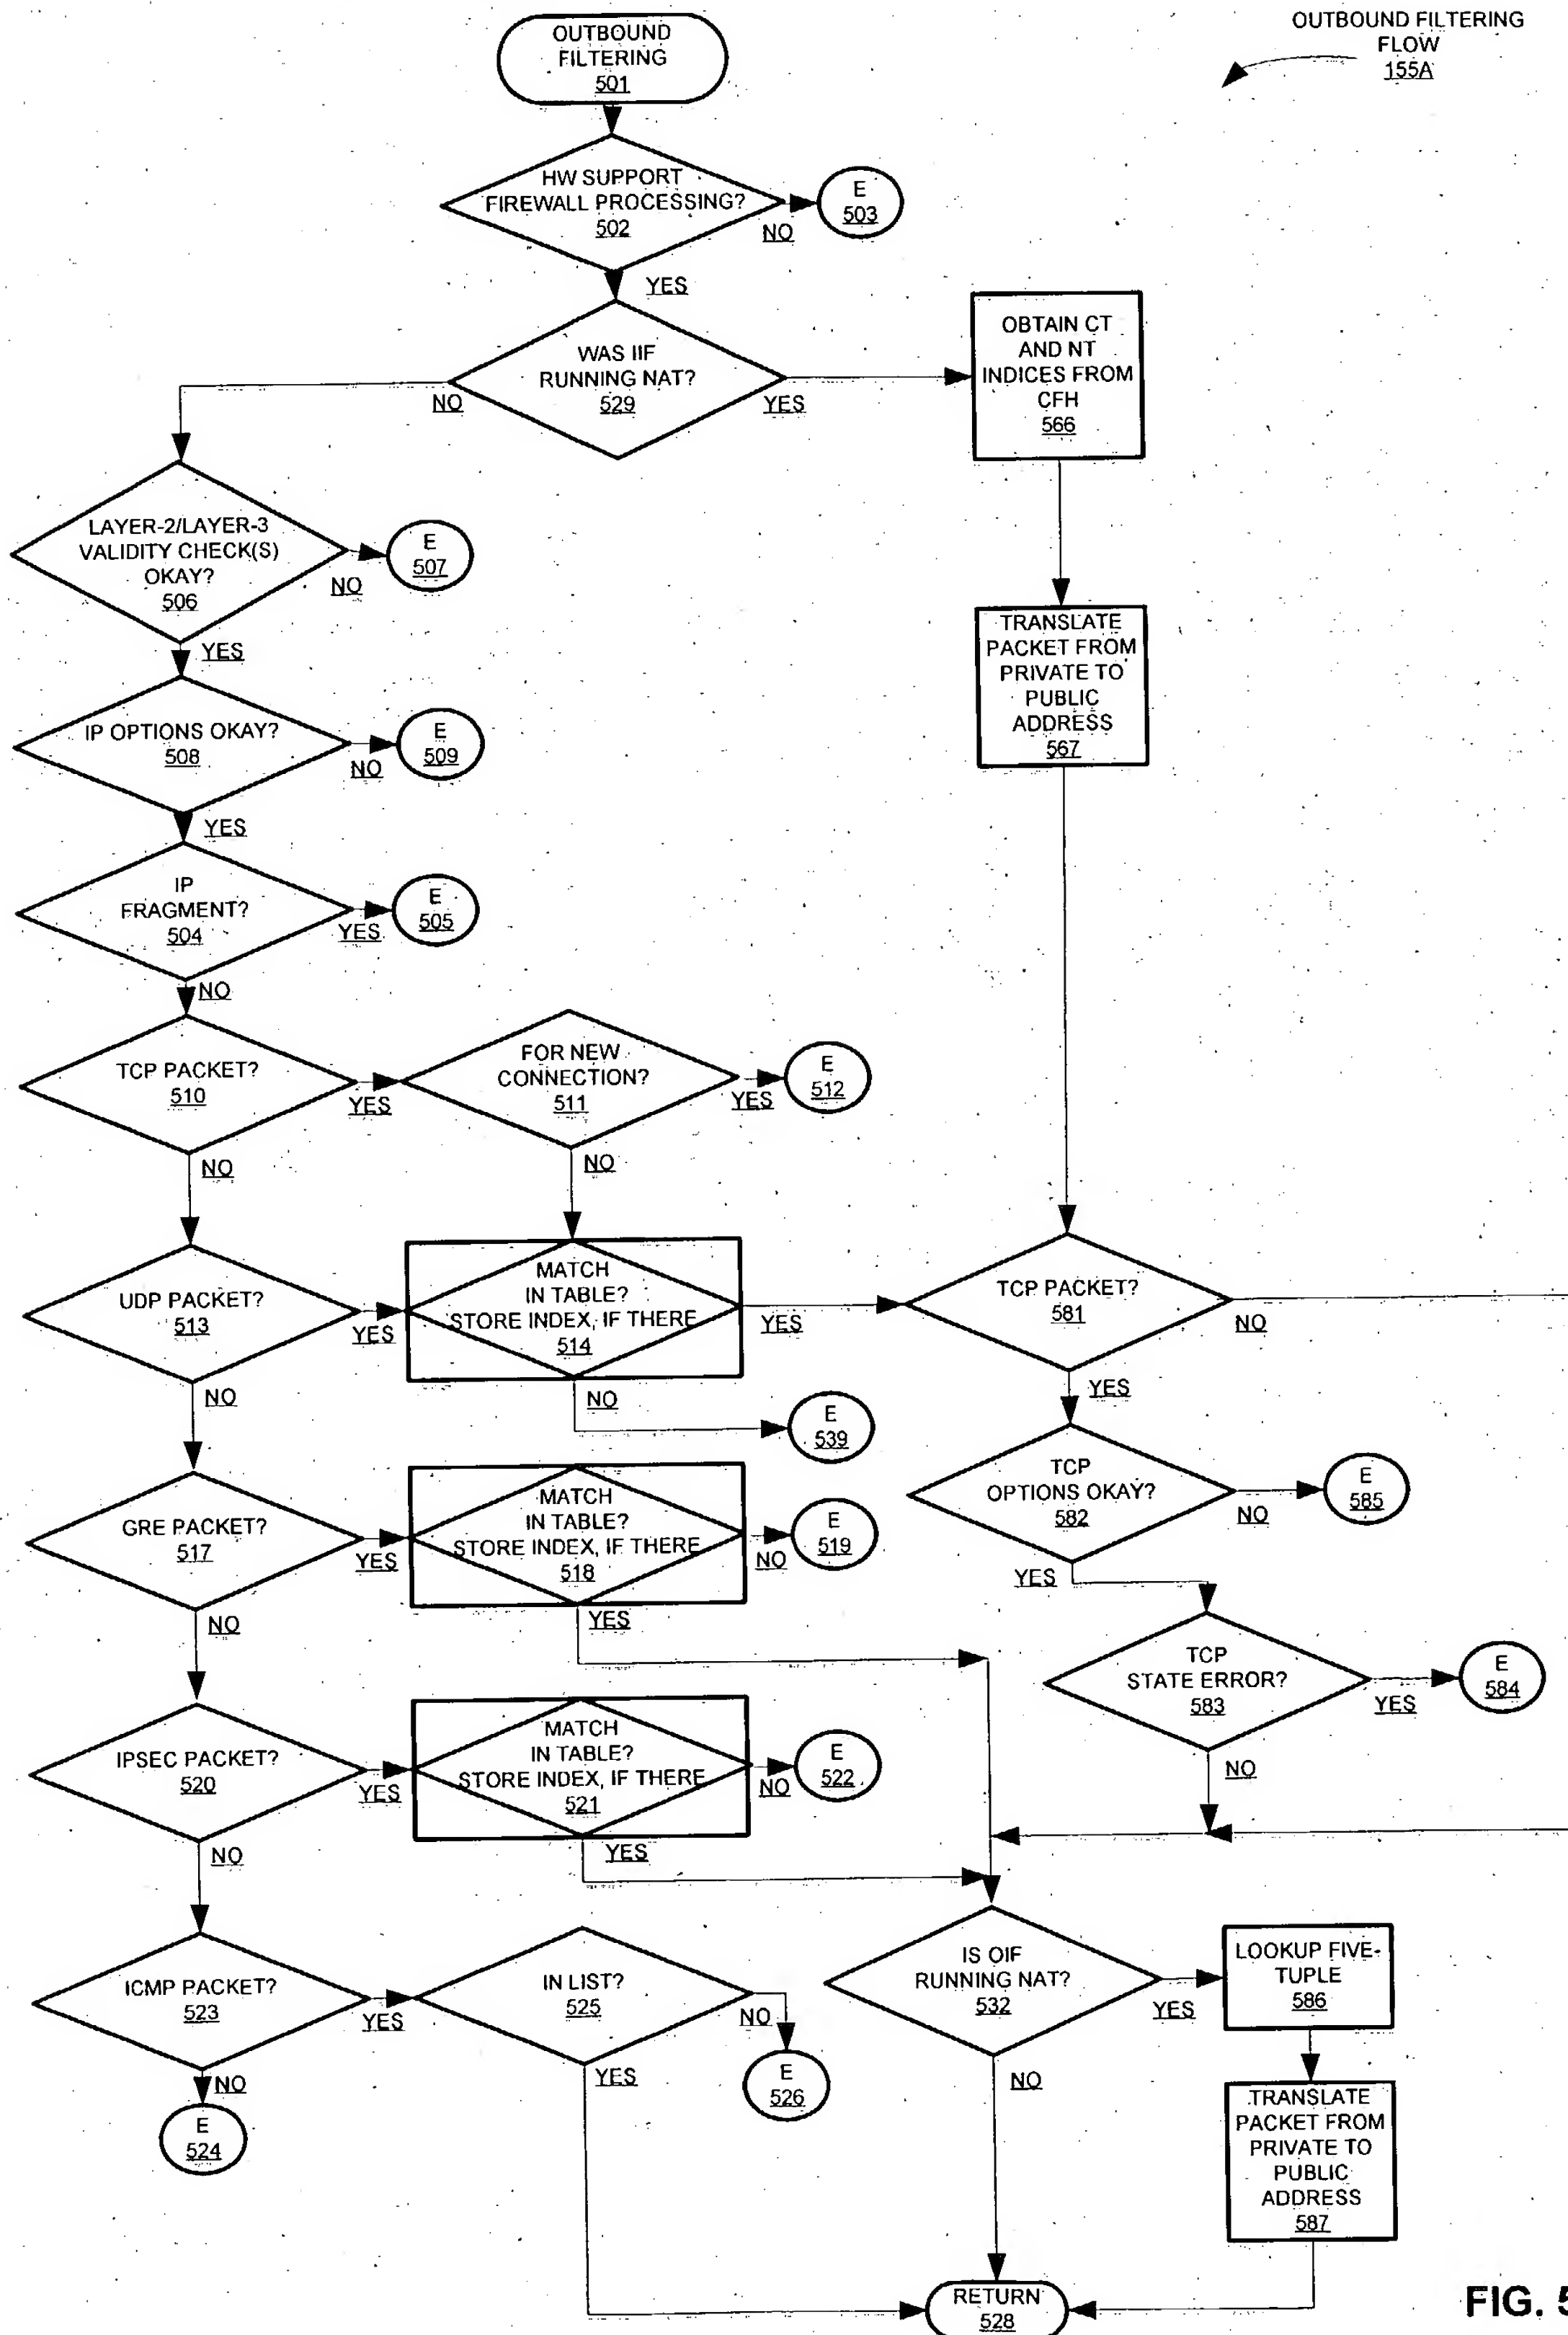 OUTBOUND
FILTERING
501
OUTBOUND FILTERING
FLOW
155A
HW SUPPORT
FIREWALL PROCESSING?
502
NO
E
503
YES
WAS IIF
RUNNING NAT?
529
NO
YES
OBTAIN CT
AND NT
INDICES FROM
CFH
566
LAYER-2/LAYER-3
VALIDITY CHECK(S)
OKAY?
506
NO
E
507
YES
TRANSLATE
PACKET FROM
PRIVATE TO
PUBLIC
ADDRESS
567
IP OPTIONS OKAY?
508
NO
E
509
YES
IP
FRAGMENT?
504
YES
E
505
NO
TCP PACKET?
510
YES
FOR NEW
CONNECTION?
511
YES
E
512
NO
NO
UDP PACKET?
513
YES
MATCH
IN TABLE?
STORE INDEX, IF THERE
514
YES
TCP PACKET?
581
NO
YES
NO
NO
E
539
TCP
OPTIONS OKAY?
582
NO
E
585
YES
GRE PACKET?
517
YES
MATCH
IN TABLE?
STORE INDEX, IF THERE
518
NO
E
519
YES
NO
TCP
STATE ERROR?
583
YES
E
584
NO
IPSEC PACKET?
520
YES
MATCH
IN TABLE?
STORE INDEX, IF THERE
521
NO
E
522
YES
NO
ICMP PACKET?
523
YES
IN LIST?
525
NO
E
526
YES
NO
E
524
IS OIF
RUNNING NAT?
532
YES
LOOKUP FIVE-
TUPLE
586
NO
TRANSLATE
PACKET FROM
PRIVATE TO
PUBLIC
ADDRESS
587
RETURN
528
FIG. 5